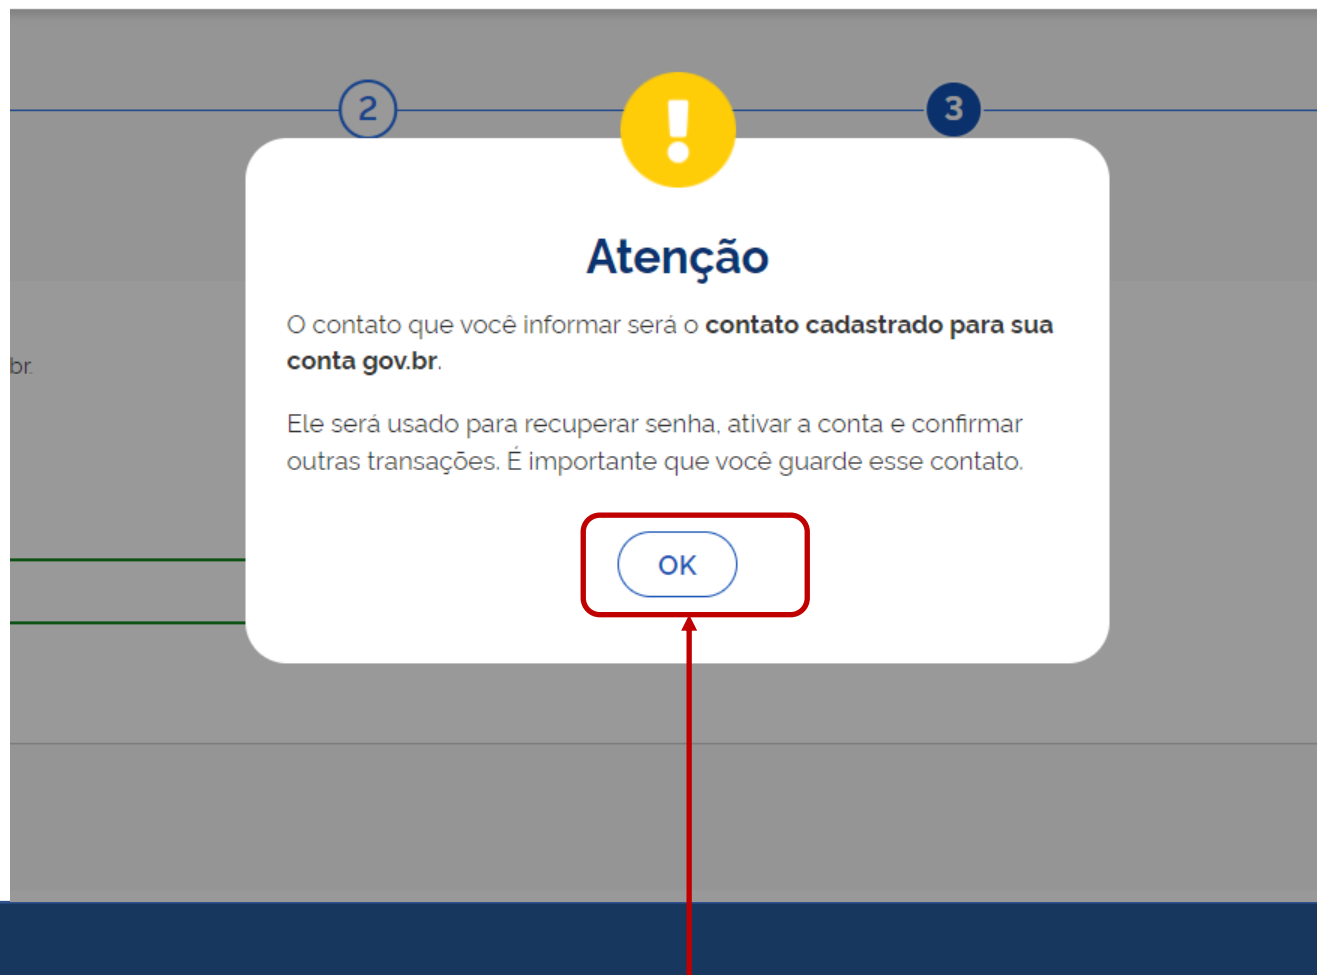 2
3
Atenção
O contato que você informar será o contato cadastrado para sua
conta gov.br.
br.
Ele será usado para recuperar senha, ativar a conta e confirmar
outras transações. É importante que você guarde esse contato.
OK